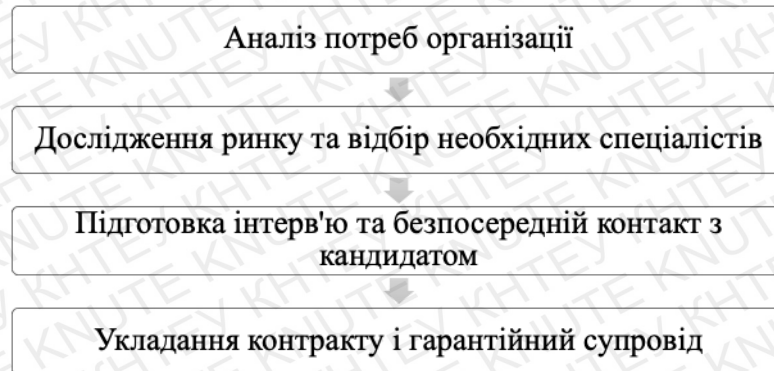 Аналіз потреб організації
Дослідження ринку та відбір необхідних спеціалістів
Підготовка інтерв'ю та безпосередній контакт з
кандидатом
Укладання контракту і гарантійний супровід